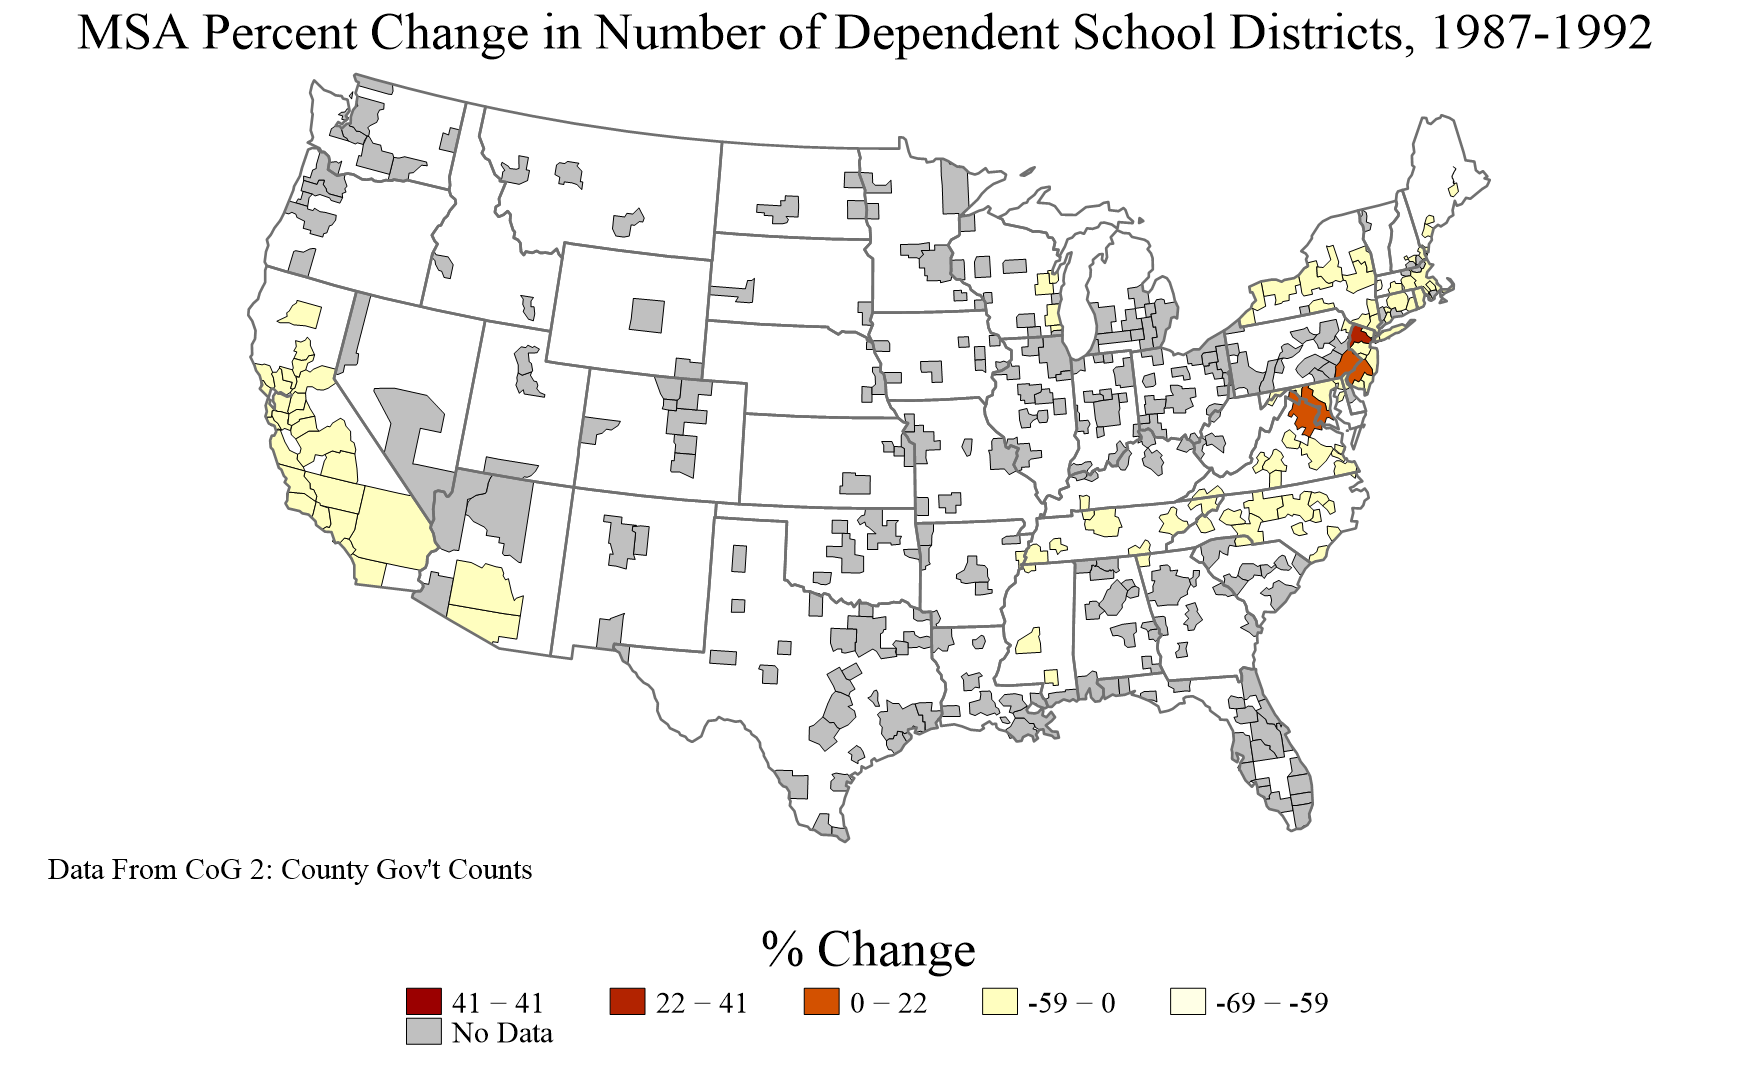 MSA Percent Change in Number of Dependent School Districts, 1987-1992
Data From CoG 2: County Gov't Counts
% Change
41 − 41 22 − 41 0 − 22 -59 − 0 -69 − -59
No Data